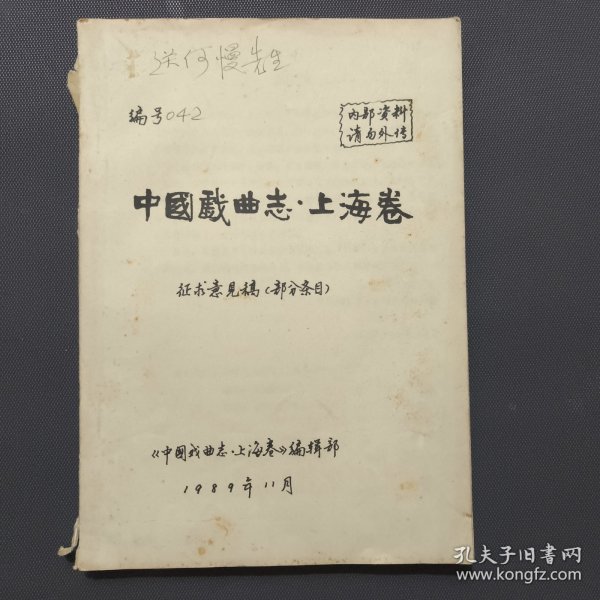 送何慢先生
编号042
内部资料
请勿外传
中國戲曲志·上海卷
征求意见稿(部分条目)
《中国戏曲志·上海卷》编辑部
1989年11月
孔夫子旧书网
www.kongfz.com